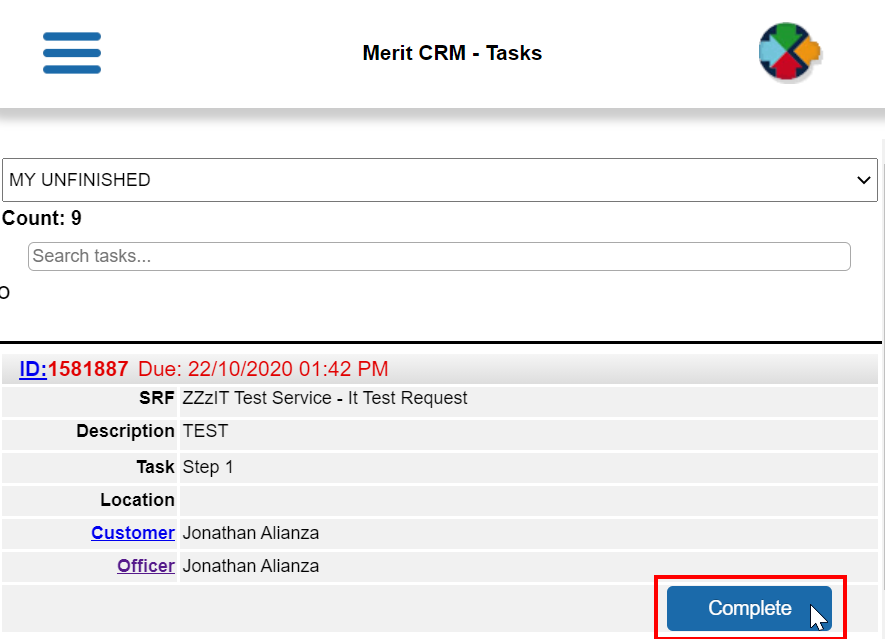 Merit CRM - Tasks
MY UNFINISHED
Count: 9
Search tasks...
O
ID:1581887 Due: 22/10/2020 01:42 PM
SRF ZZzIT Test Service - It Test Request
Description TEST
Task Step 1
Location
Customer Jonathan Alianza
Officer Jonathan Alianza
Complete